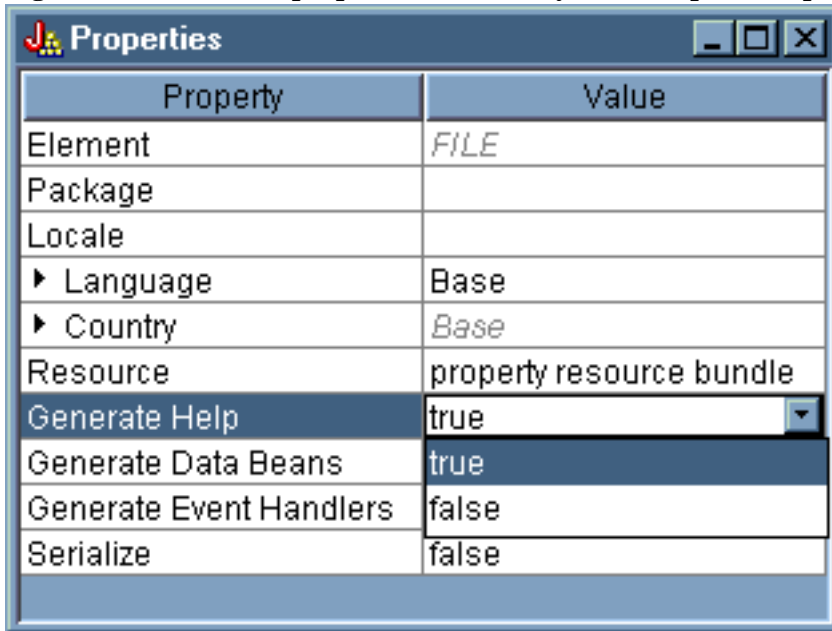 Properties
Property Value
Element FILE
Package
Locale
Language Base
Country Base
Resource property resource bundle
Generate Help true
Generate Data Beans true
Generate Event Handlers false
Serialize false